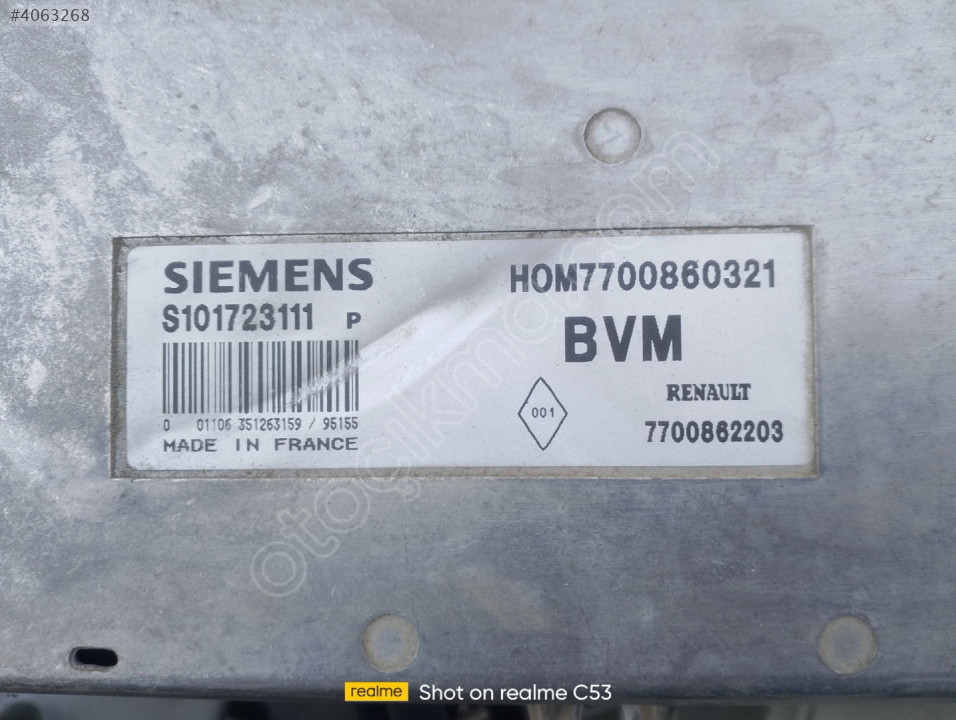 #4063268
SIEMENS
S101723111 P
0 01106 351263159 / 95155
MADE IN FRANCE
HOM7700860321
BVM
001
RENAULT
7700862203
otoçıkmacom
realme Shot on realme C53